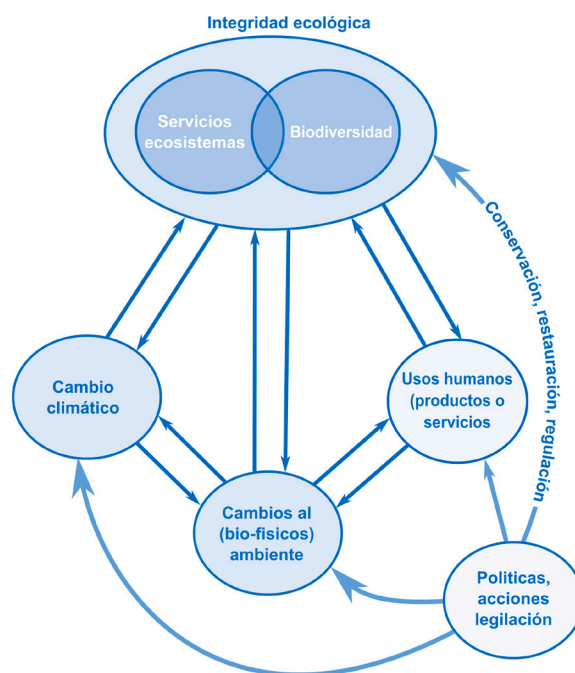 Integridad ecológica
Servicios
ecosistemas
Biodiversidad
Conservación, restauración, regulación
Cambio
climático
Usos humanos
(productos o
servicios
Cambios al
(bio-fisicos)
ambiente
Politicas,
acciones
legilación